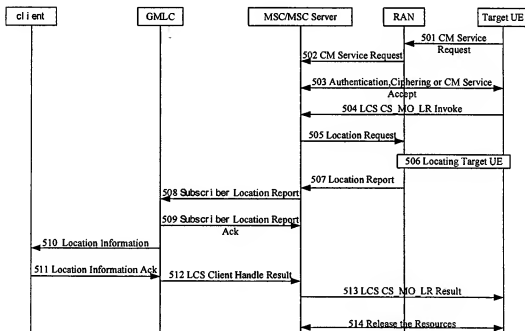 client GMLC MSC/MSC Server RAN Target UE
501 CM Service
Request
502 CM Service Request
503 Authentication,Ciphering or CM Service
Accept
504 LCS CS_MO_LR Invoke
505 Location Request
506 Locating Target UE
507 Location Report
508 Subscriber Location Report
509 Subscriber Location Report
Ack
510 Location Information
511 Location Information Ack
512 LCS Client Handle Result
513 LCS CS_MO_LR Result
514 Release the Resources